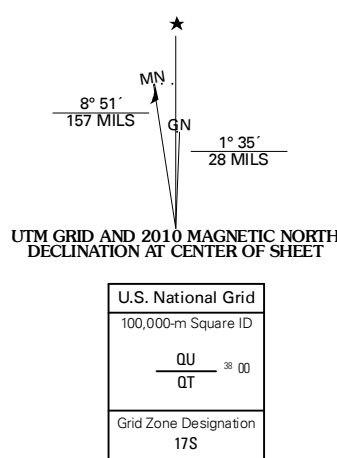 MN
8° 51´
157 MILS
GN
1° 35´
28 MILS
UTM GRID AND 2010 MAGNETIC NORTH
DECLINATION AT CENTER OF SHEET
U.S. National Grid
100,000-m Square ID
QU
38 00
QT
Grid Zone Designation
17S